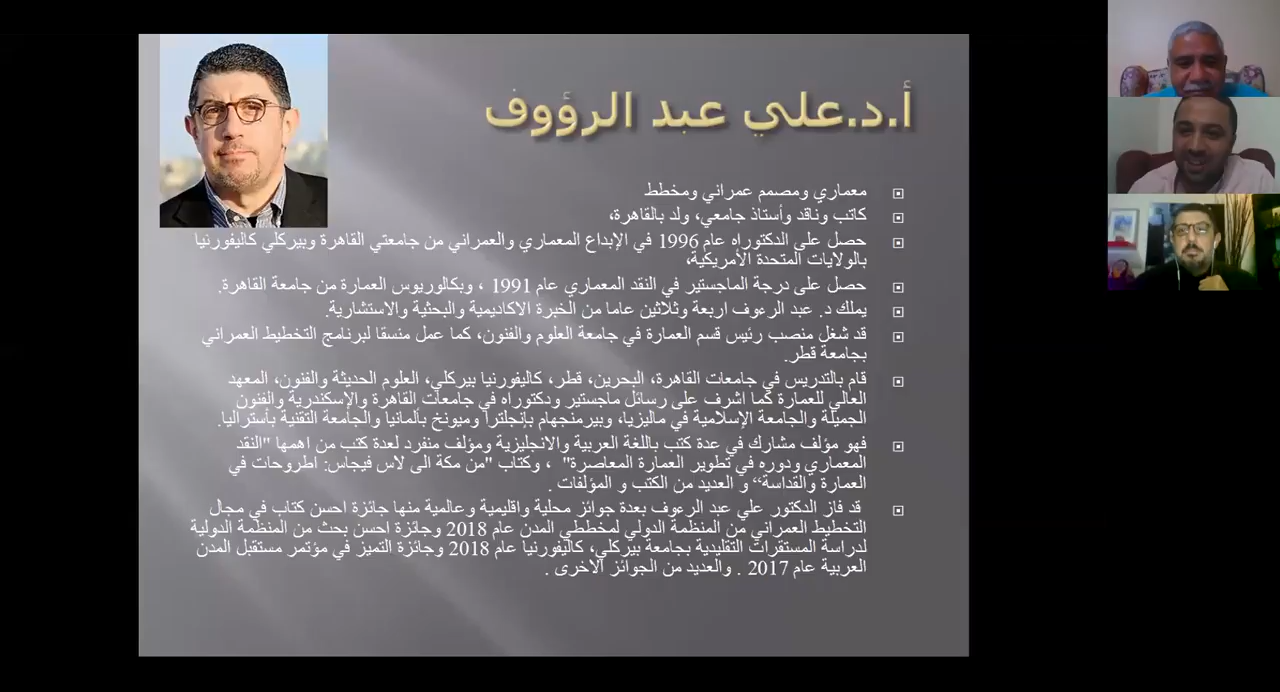 أ.د.علي عبد الرؤوف
معماري ومصمم عمراني ومخطط
كاتب وناقد وأستاذ جامعي، ولد بالقاهرة،
حصل على الدكتوراه عام 1996 في الإبداع المعماري والعمراني من جامعتي القاهرة وبيركلي كاليفورنيا
بالولايات المتحدة الأمريكية،
حصل على درجة الماجستير في النقد المعماري عام 1991 ، وبكالوريوس العمارة من جامعة القاهرة.
يملك د. عبد الرءوف اربعة وثلاثين عاما من الخبرة الاكاديمية والبحثية والاستشارية.
قد شغل منصب رئيس قسم العمارة في جامعة العلوم والفنون، كما عمل منسقا لبرنامج التخطيط العمراني
بجامعة قطر.
قام بالتدريس في جامعات القاهرة، البحرين، قطر، كاليفورنيا بيركلي، العلوم الحديثة والفنون، المعهد
العالي للعمارة كما اشرف على رسائل ماجستير ودكتوراه في جامعات القاهرة والإسكندرية والفنون
الجميلة والجامعة الإسلامية في ماليزيا، وبيرمنجهام بإنجلترا وميونخ بألمانيا والجامعة التقنية بأستراليا.
فهو مؤلف مشارك في عدة كتب باللغة العربية والانجليزية ومؤلف منفرد لعدة كتب من اهمها "النقد
المعماري ودوره في تطوير العمارة المعاصرة" ، وكتاب "من مكة الى لاس فيجاس: اطروحات في
العمارة والقداسة“ و العديد من الكتب و المؤلفات .
قد فاز الدكتور علي عبد الرءوف بعدة جوائز محلية واقليمية وعالمية منها جائزة احسن كتاب في مجال
التخطيط العمراني من المنظمة الدولي لمخططي المدن عام 2018 وجائزة احسن بحث من المنظمة الدولية
لدراسة المستقرات التقليدية بجامعة بيركلي، كاليفورنيا عام 2018 وجائزة التميز في مؤتمر مستقبل المدن
العربية عام 2017 . والعديد من الجوائز الاخرى .